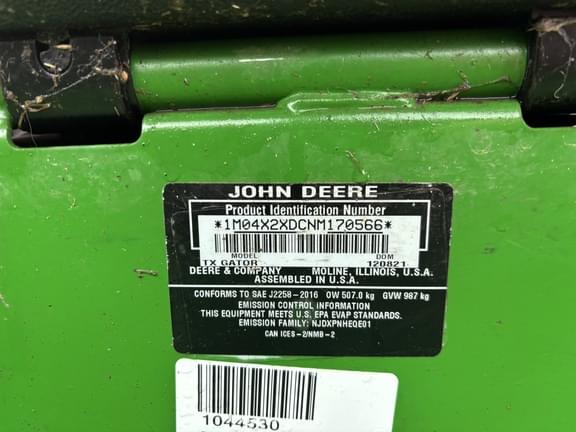 JOHN DEERE
Product Identification Number
*1M04X2XDCNM170566*
MODEL DOM
TX GATOR 120821
DEERE & COMPANY MOLINE, ILLINOIS, U.S.A.
ASSEMBLED IN U.S.A.
CONFORMS TO SAE J2258-2016 OW 507.0 kg GVW 987 kg
EMISSION CONTROL INFORMATION
THIS EQUIPMENT MEETS U.S. EPA EVAP STANDARDS.
EMISSION FAMILY: NJDXPNHEQE01
CAN ICES-2/NMB-2
1044530